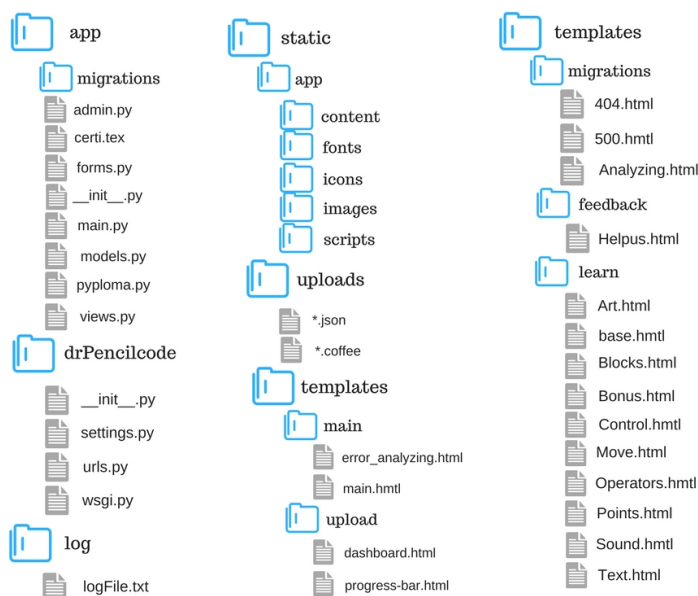 app
migrations
admin.py
certi.tex
forms.py
__init__.py
main.py
models.py
pyploma.py
views.py
drPencilcode
__init__.py
settings.py
urls.py
wsgi.py
log
logFile.txt
static
app
content
fonts
icons
images
scripts
uploads
*.json
*.coffee
templates
main
error_analyzing.html
main.hmtl
upload
dashboard.html
progress-bar.html
templates
migrations
404.html
500.hmtl
Analyzing.html
feedback
Helpus.html
learn
Art.html
base.hmtl
Blocks.html
Bonus.html
Control.hmtl
Move.html
Operators.hmtl
Points.html
Sound.hmtl
Text.html